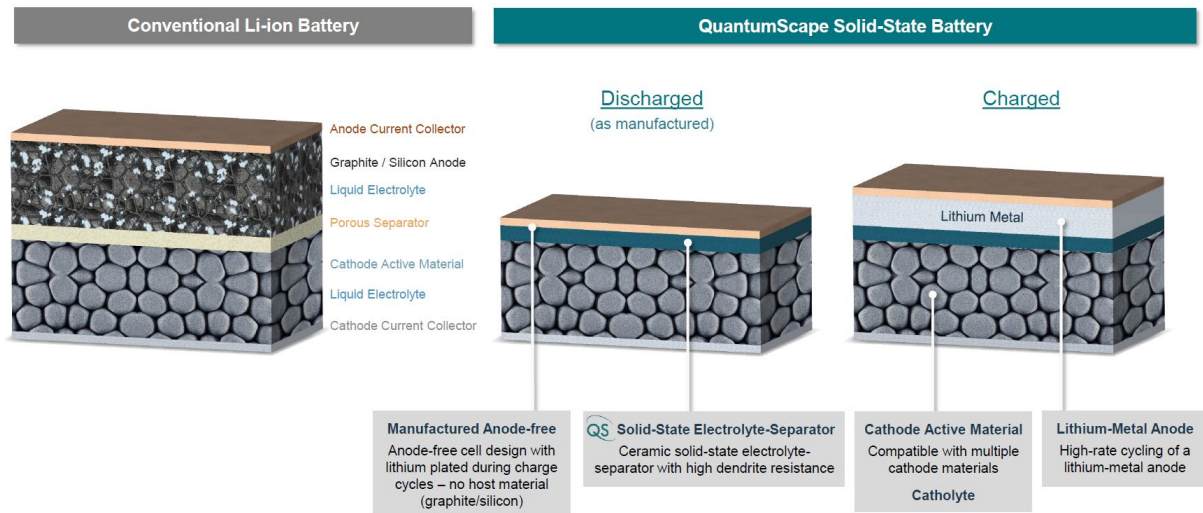 Conventional Li-ion Battery
QuantumScape Solid-State Battery
Discharged
(as manufactured)
Charged
Anode Current Collector
Graphite / Silicon Anode
Liquid Electrolyte
Porous Separator
Cathode Active Material
Liquid Electrolyte
Cathode Current Collector
Lithium Metal
Manufactured Anode-free
Anode-free cell design with
lithium plated during charge
cycles – no host material
(graphite/silicon)
QS Solid-State Electrolyte-Separator
Ceramic solid-state electrolyte-
separator with high dendrite resistance
Cathode Active Material
Compatible with multiple
cathode materials
Catholyte
Lithium-Metal Anode
High-rate cycling of a
lithium-metal anode